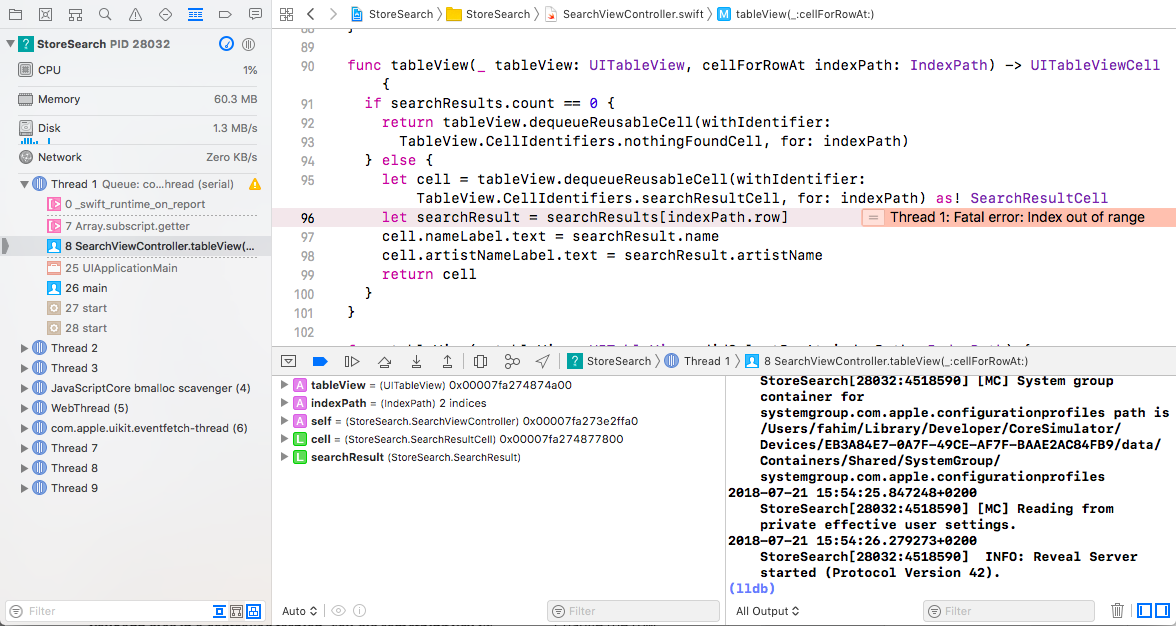 StoreSearch
StoreSearch
SearchViewController.swift
tableView(_:cellForRowAt:)
StoreSearch PID 28032
CPU
1%
Memory
60.3 MB
Disk
1.3 MB/s
Network
Zero KB/s
Thread 1 Queue: co...hread (serial)
0 _swift_runtime_on_report
7 Array.subscript.getter
8 SearchViewController.tableView(...
25 UIApplicationMain
26 main
27 start
28 start
Thread 2
Thread 3
JavaScriptCore bmalloc scavenger (4)
WebThread (5)
com.apple.uikit.eventfetch-thread (6)
Thread 7
Thread 8
Thread 9
Filter
88 }
89
90 func tableView(_ tableView: UITableView, cellForRowAt indexPath: IndexPath) -> UITableViewCell
{
91 if searchResults.count == 0 {
92 return tableView.dequeueReusableCell(withIdentifier:
93 TableView.CellIdentifiers.nothingFoundCell, for: indexPath)
94 } else {
95 let cell = tableView.dequeueReusableCell(withIdentifier:
TableView.CellIdentifiers.searchResultCell, for: indexPath) as! SearchResultCell
96 let searchResult = searchResults[indexPath.row]
= Thread 1: Fatal error: Index out of range
97 cell.nameLabel.text = searchResult.name
98 cell.artistNameLabel.text = searchResult.artistName
99 return cell
100 }
101 }
102
StoreSearch
Thread 1
8 SearchViewController.tableView(_:cellForRowAt:)
A tableView = (UITableView) 0x00007fa274874a00
A indexPath = (IndexPath) 2 indices
A self = (StoreSearch.SearchViewController) 0x00007fa273e2ffa0
L cell = (StoreSearch.SearchResultCell) 0x00007fa274877800
L searchResult (StoreSearch.SearchResult)
Auto
Filter
StoreSearch[28032:4518590] [MC] System group
container for
systemgroup.com.apple.configurationprofiles path is
/Users/fahim/Library/Developer/CoreSimulator/
Devices/EB3A84E7-0A7F-49CE-AF7F-BAAE2AC84FB9/data/
Containers/Shared/SystemGroup/
systemgroup.com.apple.configurationprofiles
2018-07-21 15:54:25.847248+0200
StoreSearch[28032:4518590] [MC] Reading from
private effective user settings.
2018-07-21 15:54:26.279273+0200
StoreSearch[28032:4518590]  INFO: Reveal Server
started (Protocol Version 42).
(lldb)
All Output
Filter